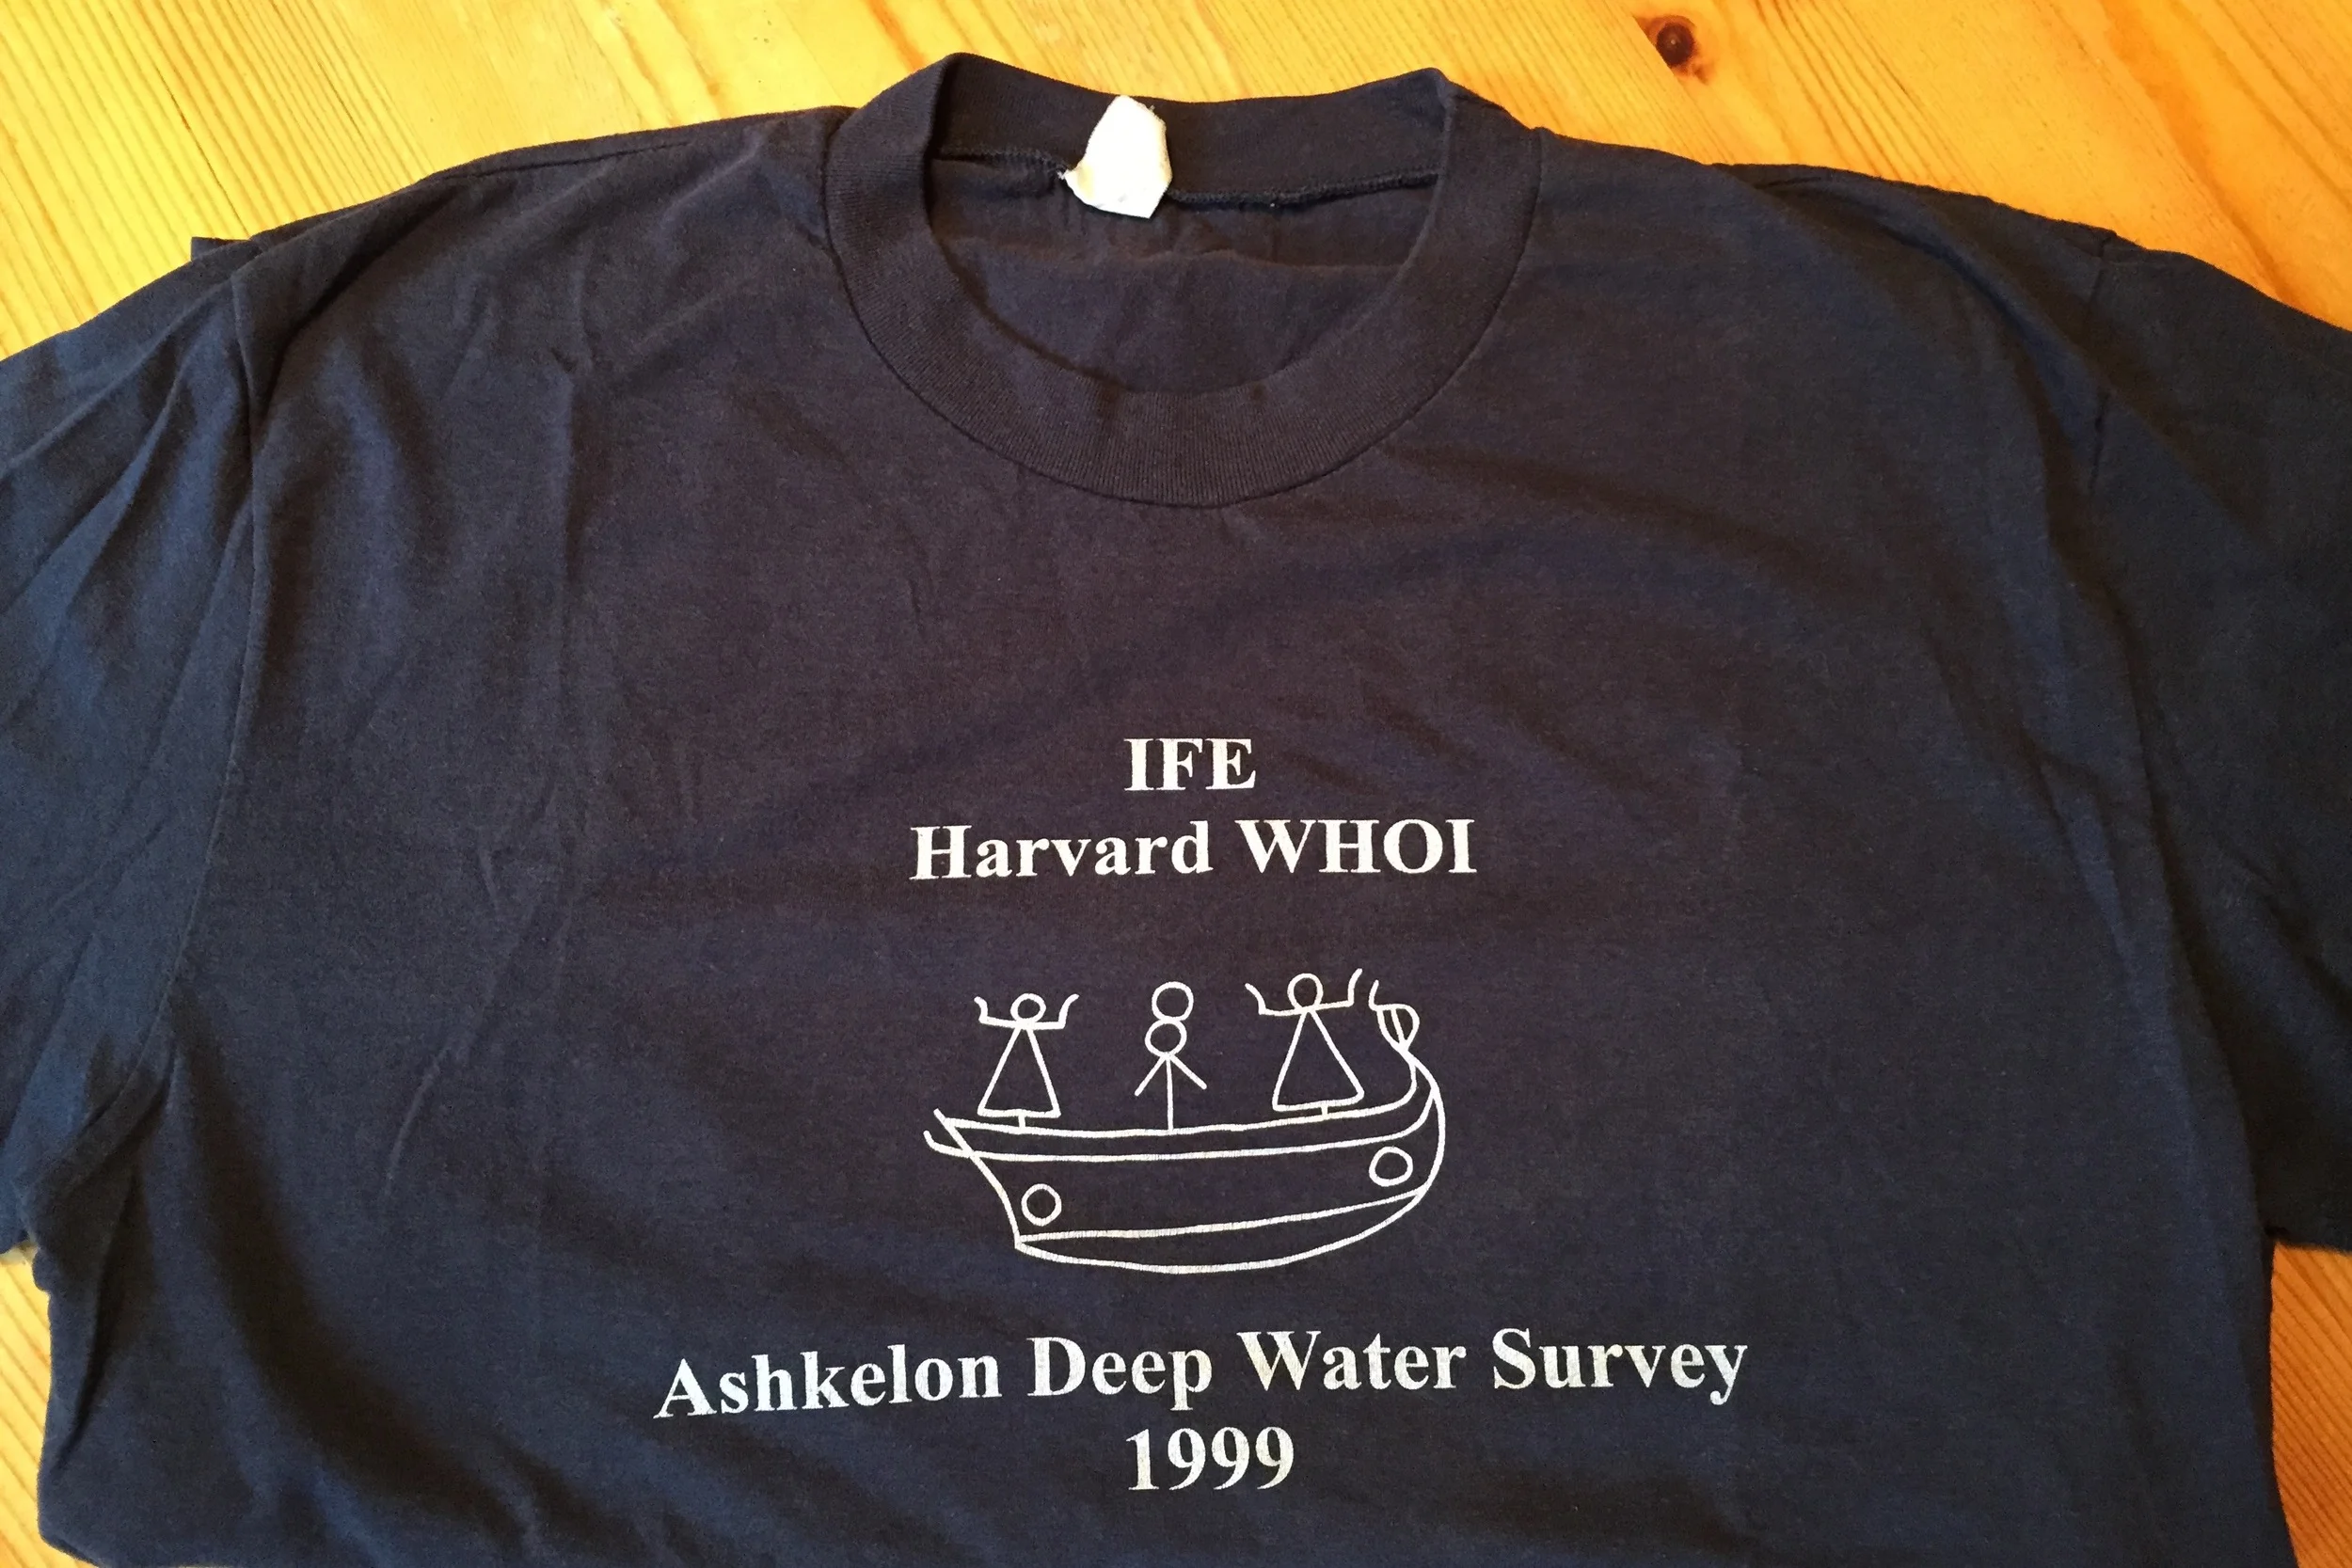 IFE
Harvard WHOI
Ashkelon Deep Water Survey
1999